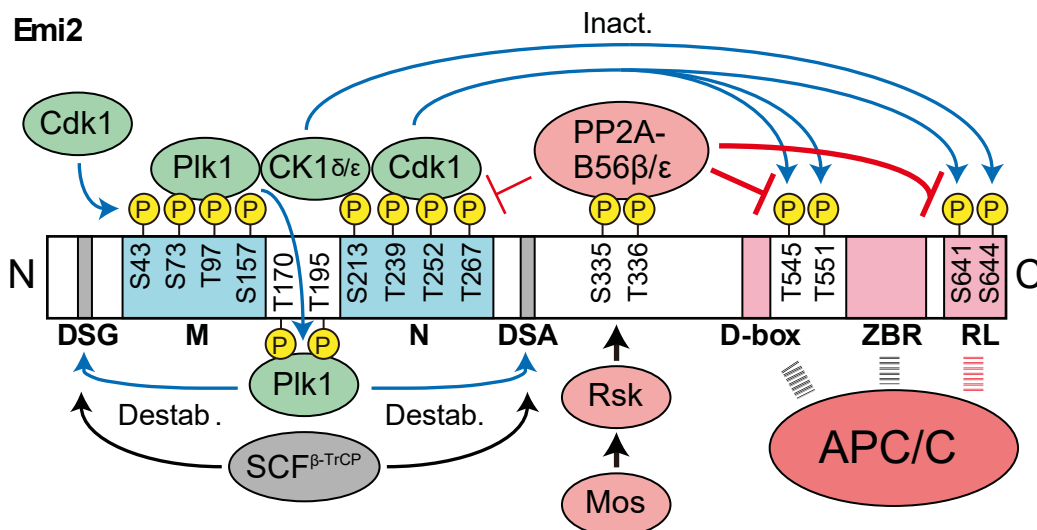 Emi2
Inact.
Cdk1
PP2A-
B56β/ε
Plk1
CK1δ/ε
Cdk1
P P P P P P P P P P P P P P
N
S43
S73
T97
S157
T170
T195
S213
T239
T252
T267
S335
T336
T545
T551
S641
S644
C
DSG M N DSA D-box ZBR RL
P P
Plk1
Rsk
Destab.
Destab.
APC/C
SCFβ-TrCP
Mos